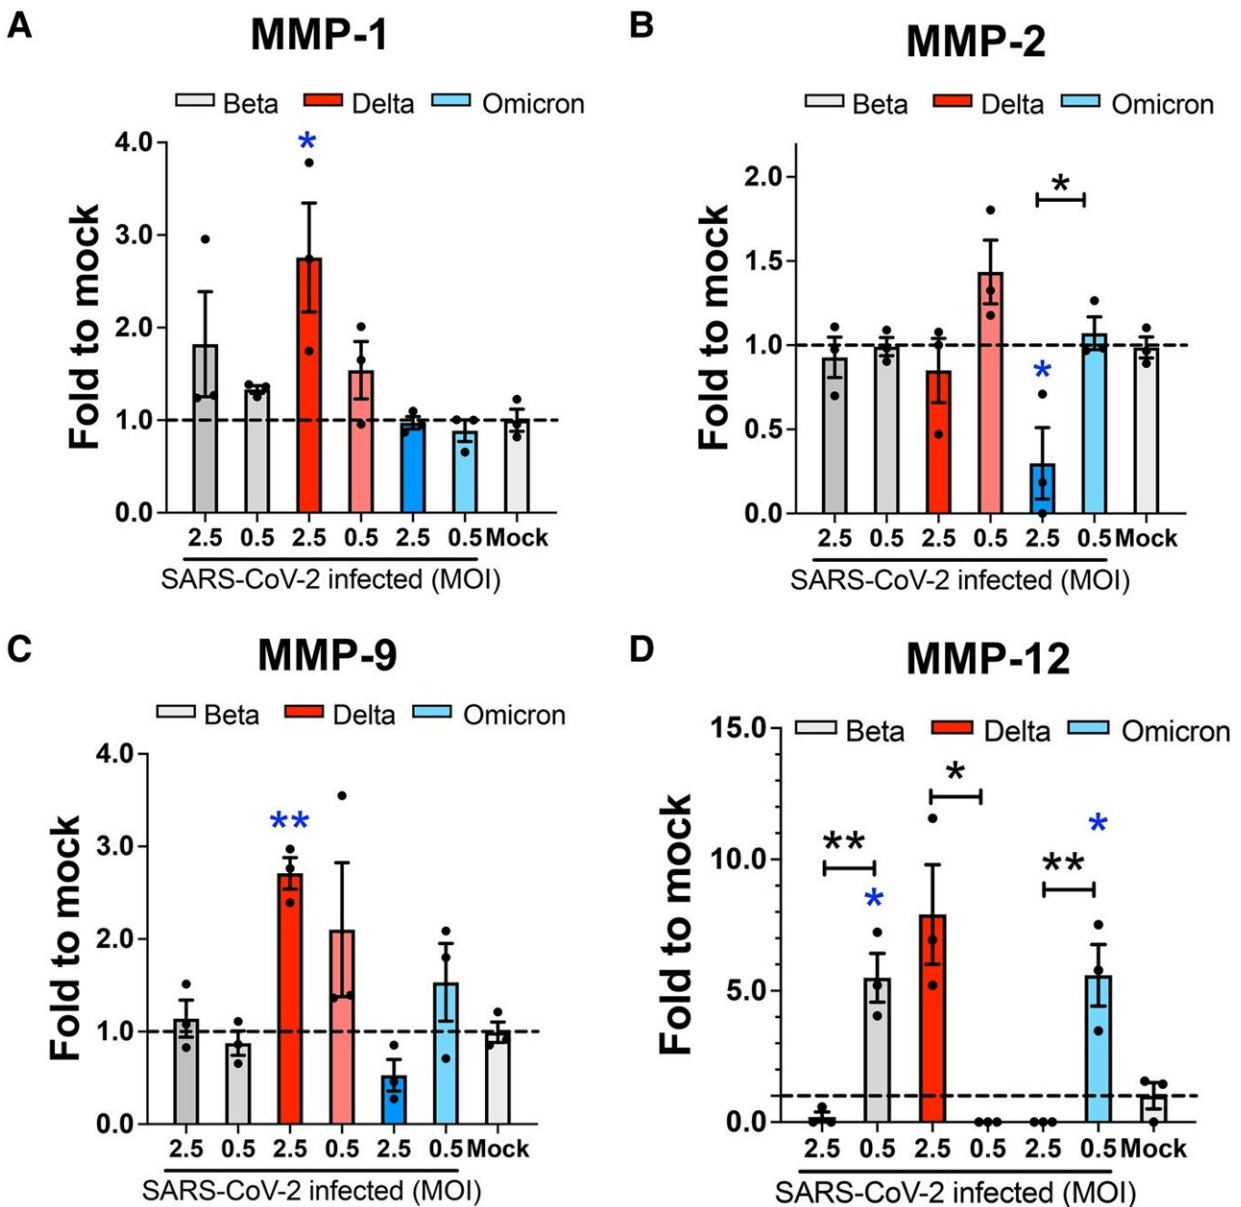 A
MMP-1
Beta Delta Omicron
*
4.0
3.0
2.0
1.0
0.0
Fold to mock
2.5 0.5 2.5 0.5 2.5 0.5 Mock
SARS-CoV-2 infected (MOI)
B
MMP-2
Beta Delta Omicron
*
*
2.0
1.5
1.0
0.5
0.0
Fold to mock
2.5 0.5 2.5 0.5 2.5 0.5 Mock
SARS-CoV-2 infected (MOI)
C
MMP-9
Beta Delta Omicron
**
4.0
3.0
2.0
1.0
0.0
Fold to mock
2.5 0.5 2.5 0.5 2.5 0.5 Mock
SARS-CoV-2 infected (MOI)
D
MMP-12
Beta Delta Omicron
*
*
**
**
*
15.0
10.0
5.0
0.0
Fold to mock
2.5 0.5 2.5 0.5 2.5 0.5 Mock
SARS-CoV-2 infected (MOI)